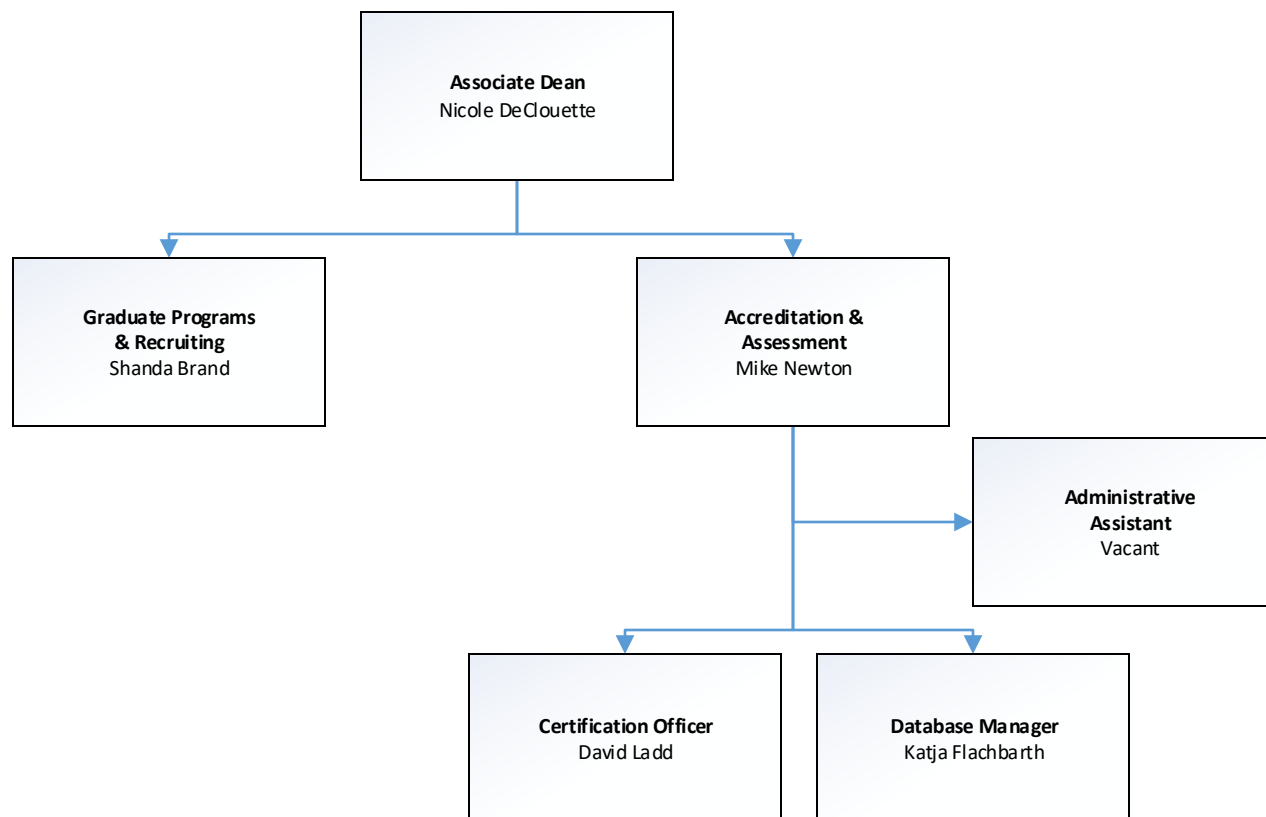 Associate Dean
Nicole DeClouette
Graduate Programs
& Recruiting
Shanda Brand
Accreditation &
Assessment
Mike Newton
Administrative
Assistant
Vacant
Certification Officer
David Ladd
Database Manager
Katja Flachbarth